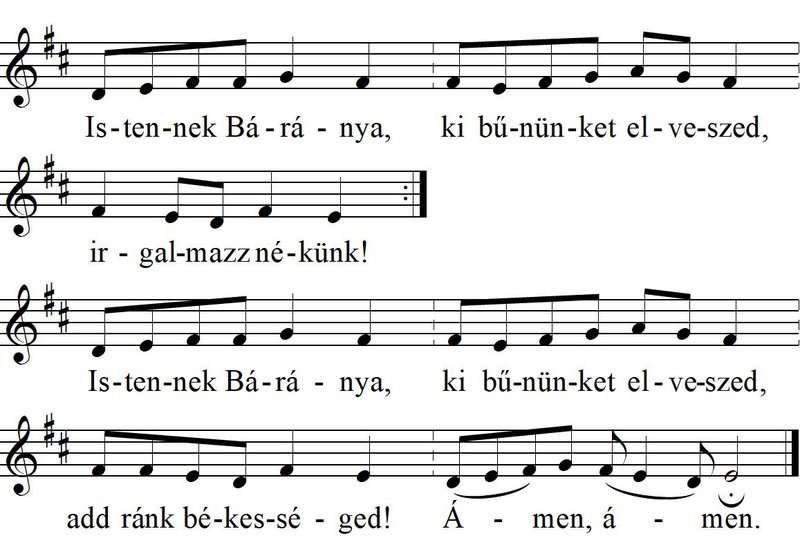 Is-ten-nek Bá-rá - nya, ki bű-nün-ket el-ve-szed,
ir - gal-mazz né-künk!
Is-ten-nek Bá-rá - nya, ki bű-nün-ket el-ve-szed,
add ránk bé-kes-sé - ged! Á - men, á - men.